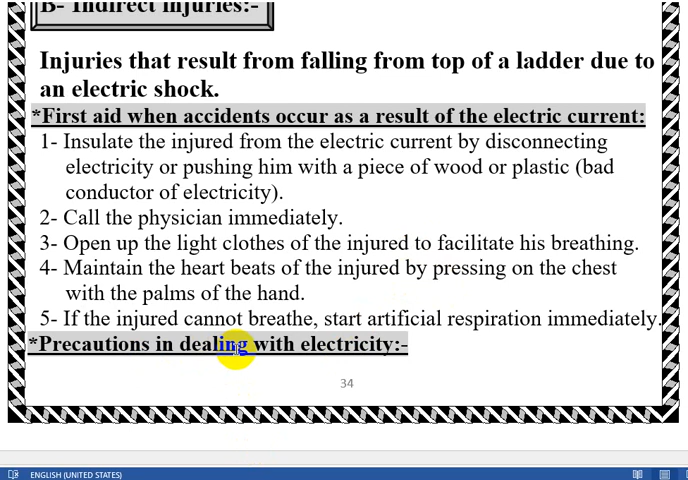 B- Indirect injuries:-
Injuries that result from falling from top of a ladder due to
an electric shock.
*First aid when accidents occur as a result of the electric current:
1- Insulate the injured from the electric current by disconnecting
electricity or pushing him with a piece of wood or plastic (bad
conductor of electricity).
2- Call the physician immediately.
3- Open up the light clothes of the injured to facilitate his breathing.
4- Maintain the heart beats of the injured by pressing on the chest
with the palms of the hand.
5- If the injured cannot breathe, start artificial respiration immediately.
*Precautions in dealing with electricity:-
34
ENGLISH (UNITED STATES)